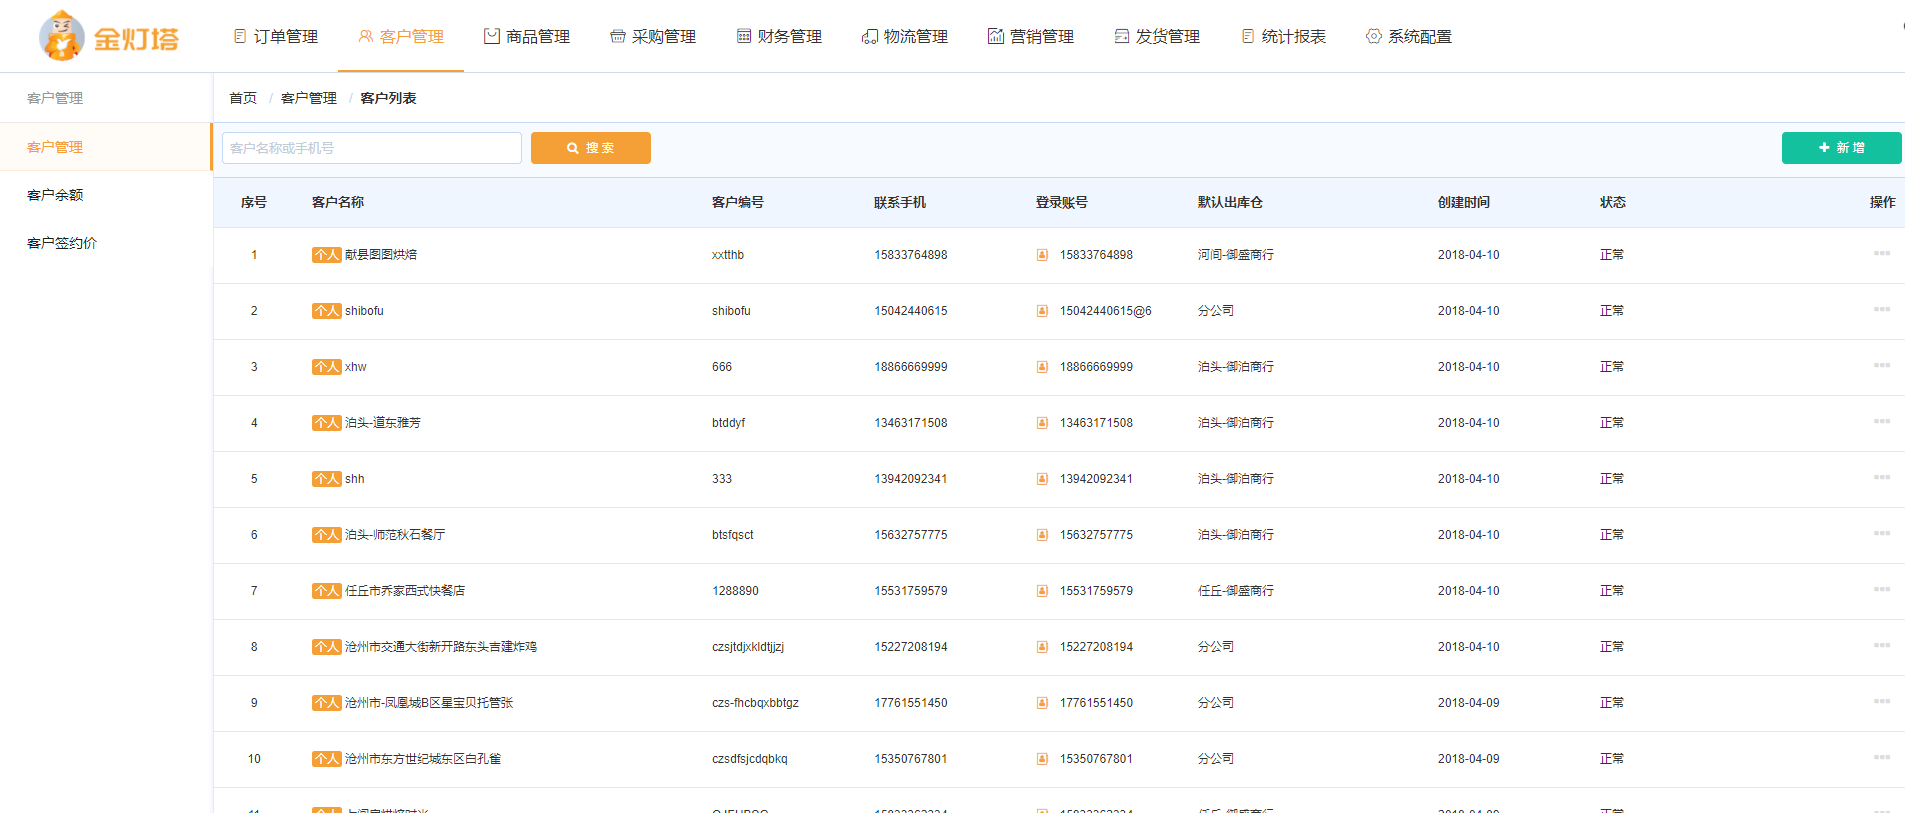 金灯塔 订单管理 客户管理 商品管理 采购管理 财务管理 物流管理 营销管理 发货管理 统计报表 系统配置
客户管理
首页 / 客户管理 / 客户列表
客户管理
客户名称或手机号 搜索 新增
客户余额
客户签约价
序号 客户名称 客户编号 联系手机 登录账号 默认出库仓 创建时间 状态 操作
1 个人 献县图图烘焙 xxtthb 15833764898 15833764898 河间-御盛商行 2018-04-10 正常
2 个人 shibofu shibofu 15042440615 15042440615@6 分公司 2018-04-10 正常
3 个人 xhw 666 18866669999 18866669999 泊头-御泊商行 2018-04-10 正常
4 个人 泊头-道东雅芳 btddyf 13463171508 13463171508 泊头-御泊商行 2018-04-10 正常
5 个人 shh 333 13942092341 13942092341 泊头-御泊商行 2018-04-10 正常
6 个人 泊头-师范秋石餐厅 btsfqsct 15632757775 15632757775 泊头-御泊商行 2018-04-10 正常
7 个人 任丘市乔家西式快餐店 1288890 15531759579 15531759579 任丘-御盛商行 2018-04-10 正常
8 个人 沧州市交通大街新开路东头吉建炸鸡 czsjtdjxkldtjjzj 15227208194 15227208194 分公司 2018-04-10 正常
9 个人 沧州市-凤凰城B区星宝贝托管张 czs-fhcbqxbbtgz 17761551450 17761551450 分公司 2018-04-09 正常
10 个人 沧州市东方世纪城东区白孔雀 czsdfsjcdqbkq 15350767801 15350767801 分公司 2018-04-09 正常